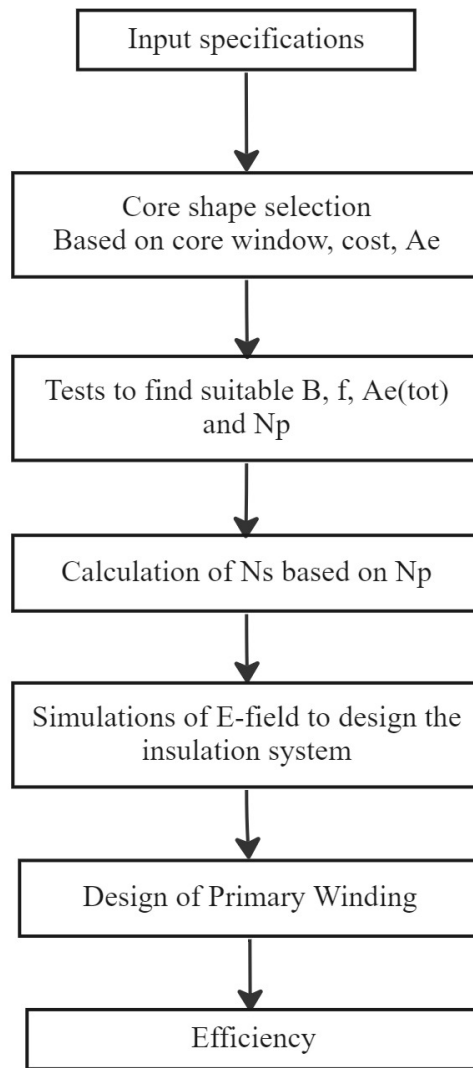 Input specifications
Core shape selection
Based on core window, cost, Ae
Tests to find suitable B, f, Ae(tot)
and Np
Calculation of Ns based on Np
Simulations of E-field to design the
insulation system
Design of Primary Winding
Efficiency